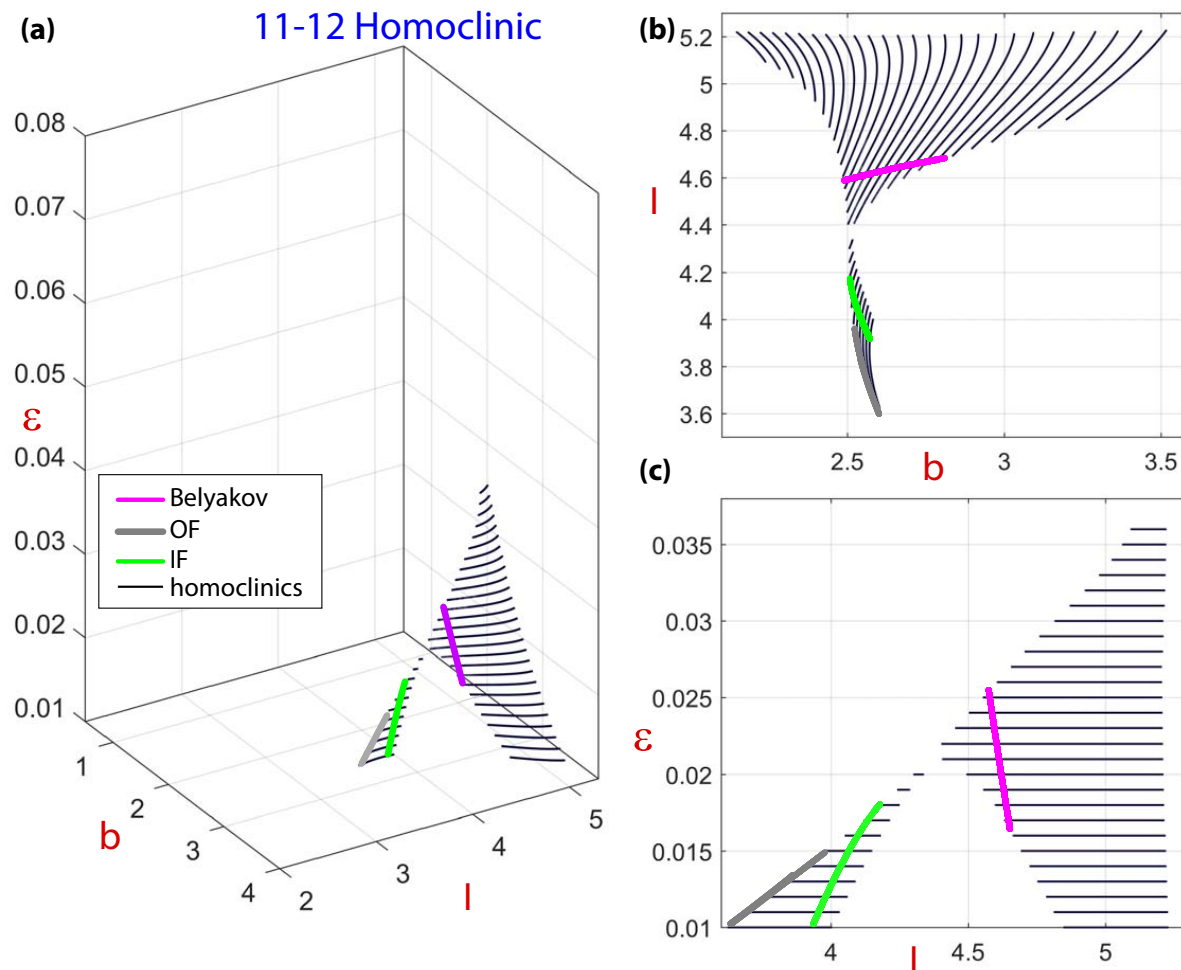 (a)
11-12 Homoclinic
0.08
0.07
0.06
0.05
ε
0.04
0.03
0.02
0.01
Belyakov
OF
IF
homoclinics
1
2
3
4
b
2
3
4
5
I
(b)
5.2
5
4.8
4.6
I
4.4
4.2
4
3.8
3.6
2.5
3
3.5
b
(c)
0.035
0.03
0.025
ε
0.02
0.015
0.01
4
4.5
5
I